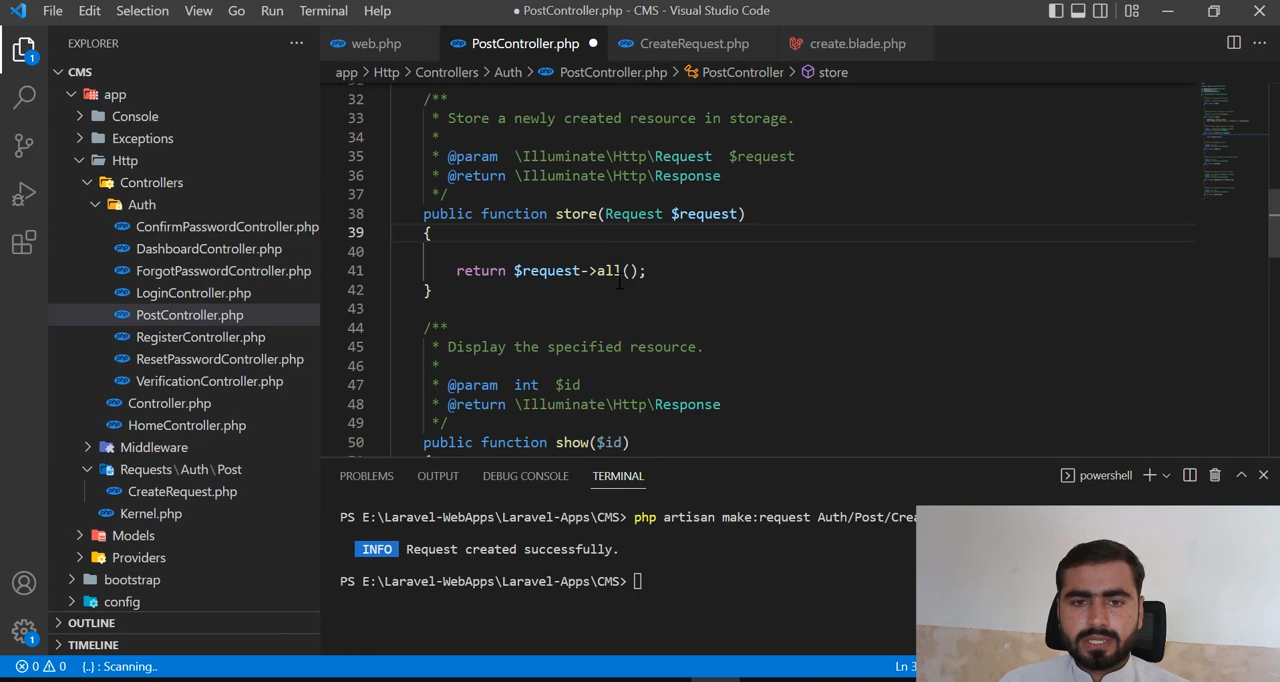 File Edit Selection View Go Run Terminal Help
● PostController.php - CMS - Visual Studio Code
EXPLORER
web.php
PostController.php
CreateRequest.php
create.blade.php
1
CMS
app
Console
Exceptions
Http
Controllers
Auth
ConfirmPasswordController.php
DashboardController.php
ForgotPasswordController.php
LoginController.php
PostController.php
RegisterController.php
ResetPasswordController.php
VerificationController.php
Controller.php
HomeController.php
Middleware
Requests\Auth\Post
CreateRequest.php
Kernel.php
Models
Providers
bootstrap
config
OUTLINE
TIMELINE
1
app > Http > Controllers > Auth > PostController.php > PostController > store
32 /**
33 * Store a newly created resource in storage.
34 *
35 * @param \Illuminate\Http\Request $request
36 * @return \Illuminate\Http\Response
37 */
38 public function store(Request $request)
39 {
40
41 return $request->all();
42 }
43
44 /**
45 * Display the specified resource.
46 *
47 * @param int $id
48 * @return \Illuminate\Http\Response
49 */
50 public function show($id)
PROBLEMS OUTPUT DEBUG CONSOLE TERMINAL
powershell
PS E:\Laravel-WebApps\Laravel-Apps\CMS> php artisan make:request Auth/Post/Crea
INFO Request created successfully.
PS E:\Laravel-WebApps\Laravel-Apps\CMS>
0 0 {..} : Scanning..
Ln 3